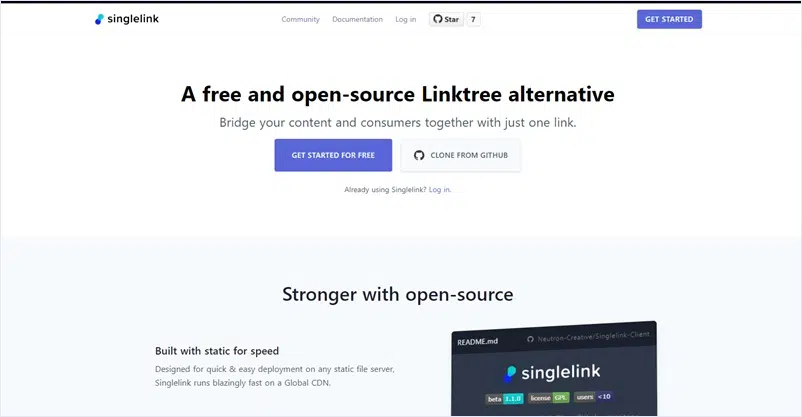 singlelink Community Documentation Log in Star 7 GET STARTED
A free and open-source Linktree alternative
Bridge your content and consumers together with just one link.
GET STARTED FOR FREE CLONE FROM GITHUB
Already using Singlelink? Log in.
Stronger with open-source
Built with static for speed
Designed for quick & easy deployment on any static file server,
Singlelink runs blazingly fast on a Global CDN.
README.md Neutron-Creative/Singlelink-Client
singlelink
beta 1.1.0 license GPL users <10